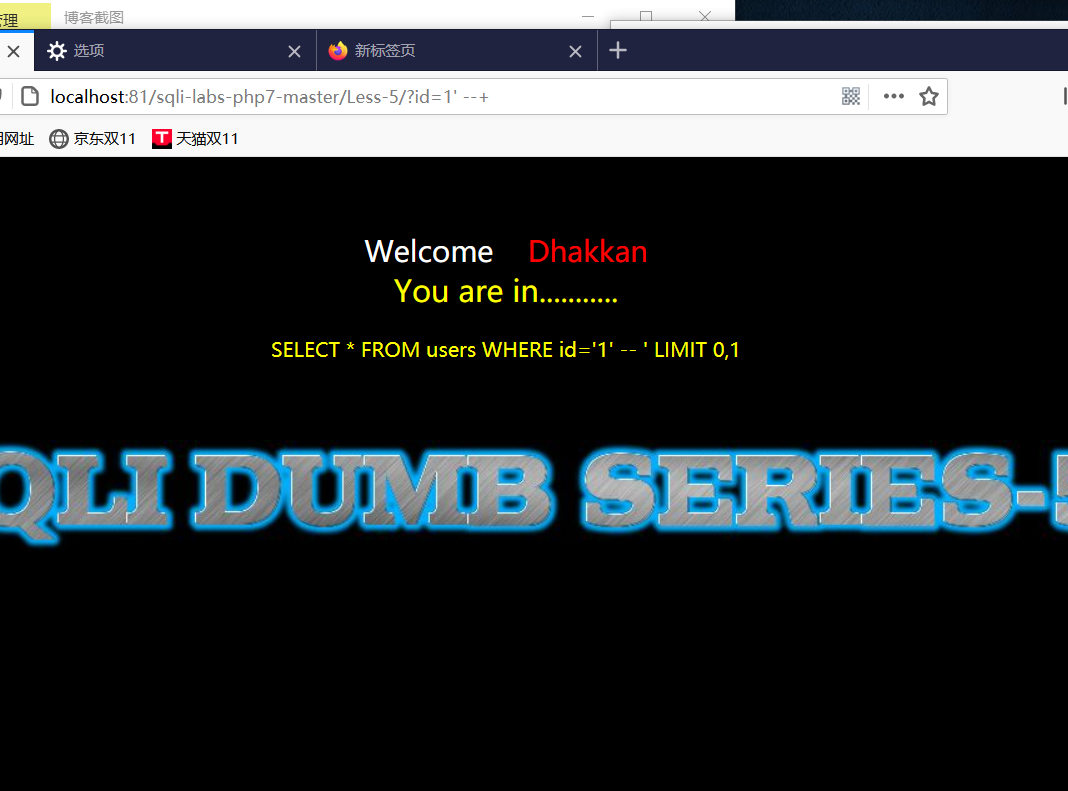 管理 博客截图
选项 新标签页
localhost:81/sqli-labs-php7-master/Less-5/?id=1' --+
用网址 京东双11 T 天猫双11
Welcome Dhakkan
You are in...........
SELECT * FROM users WHERE id='1' -- ' LIMIT 0,1
QLI DUMB SERIES-5